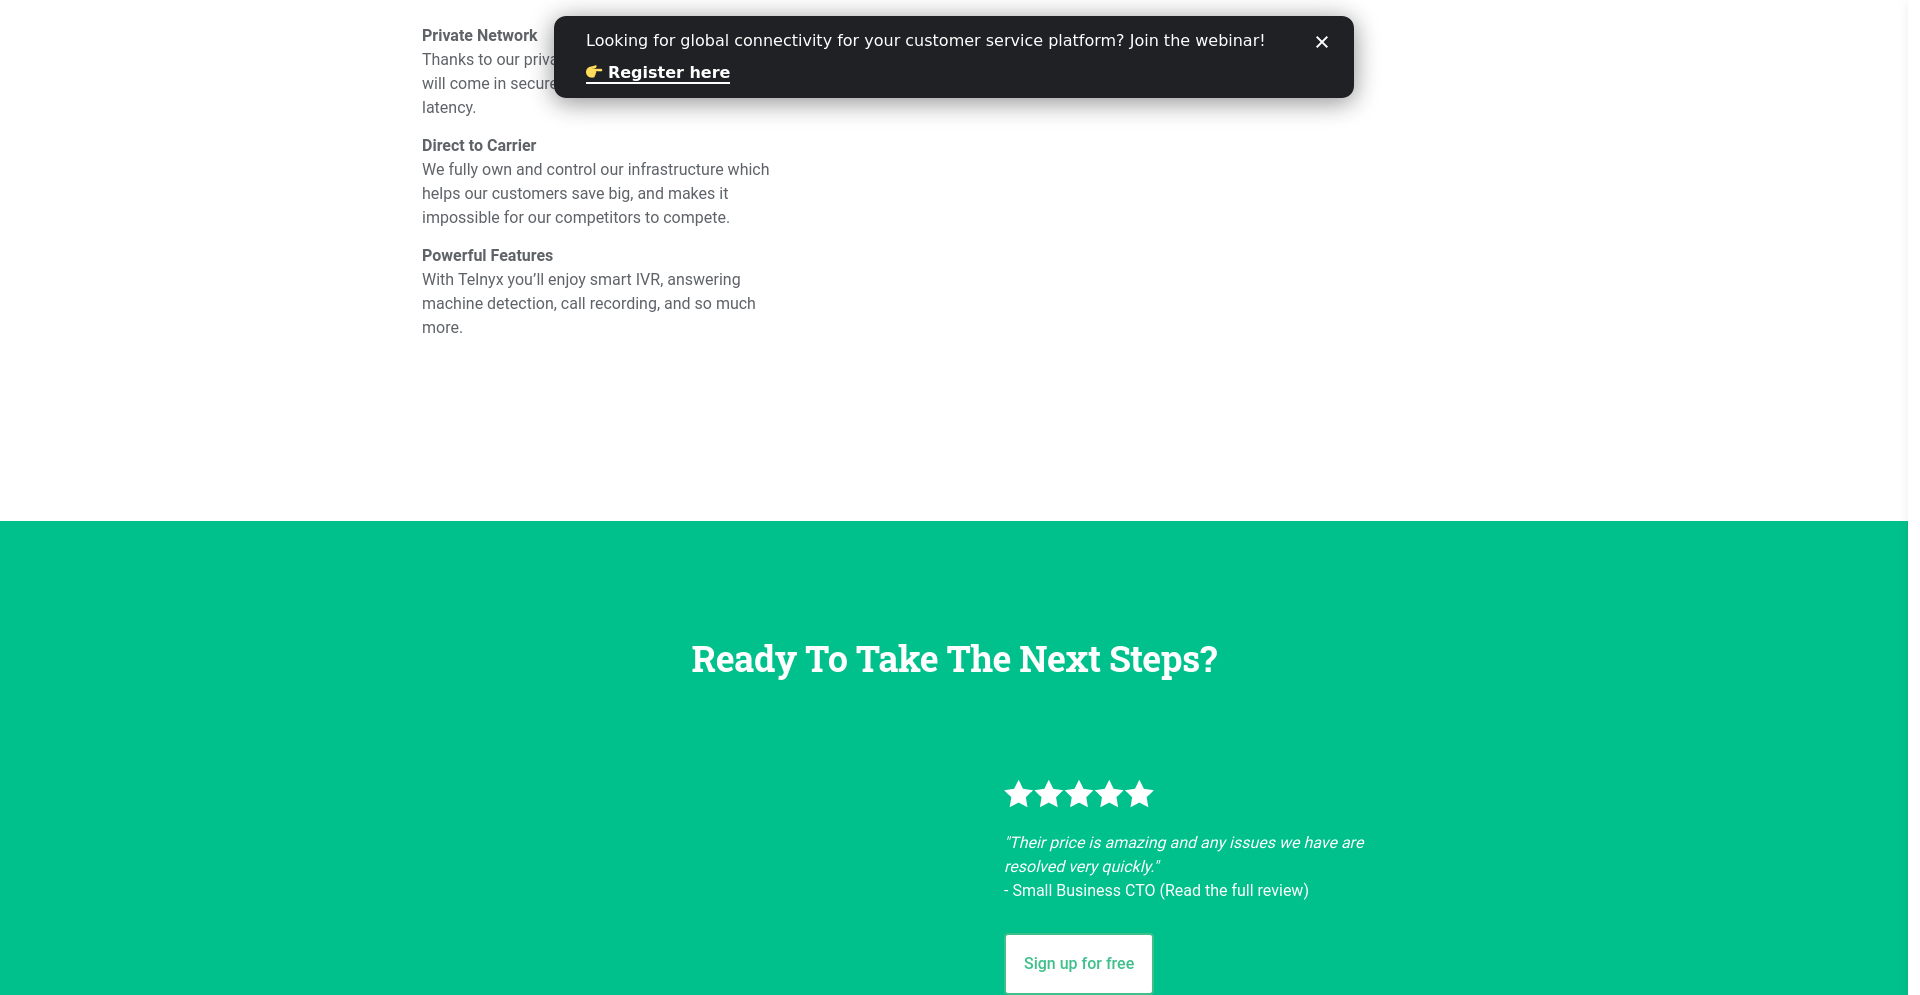 Looking for global connectivity for your customer service platform? Join the webinar!
👉 Register here
Private Network
Thanks to our
will come in
latency.
Direct to Carrier
We fully own and control our infrastructure which
helps our customers save big, and makes it
impossible for our competitors to compete.
Powerful Features
With Telnyx you’ll enjoy smart IVR, answering
machine detection, call recording, and so much
more.
Ready To Take The Next Steps?
"Their price is amazing and any issues we have are
resolved very quickly."
- Small Business CTO (Read the full review)
Sign up for free